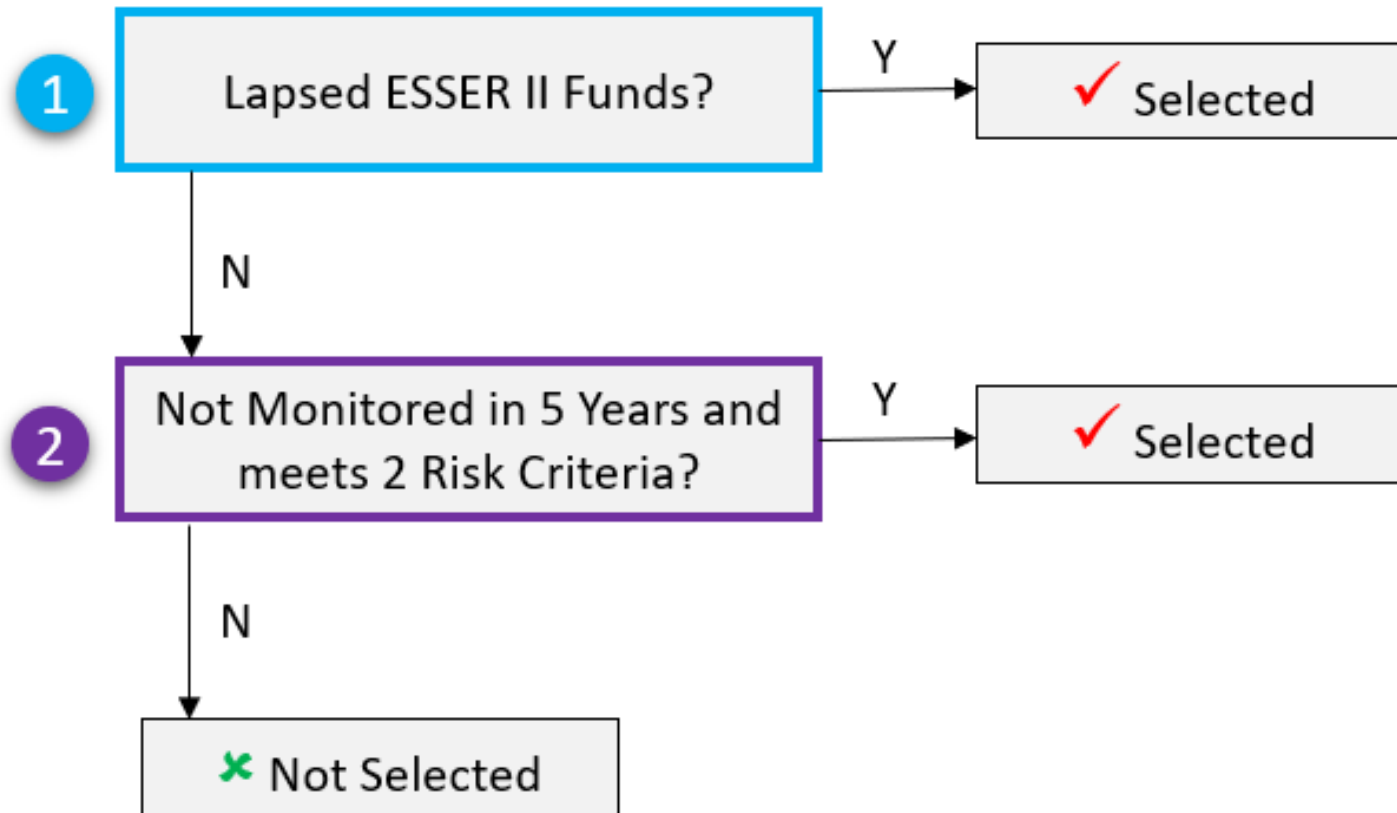 1
Lapsed ESSER II Funds?
Y
Selected
N
2
Not Monitored in 5 Years and
meets 2 Risk Criteria?
Y
Selected
N
Not Selected